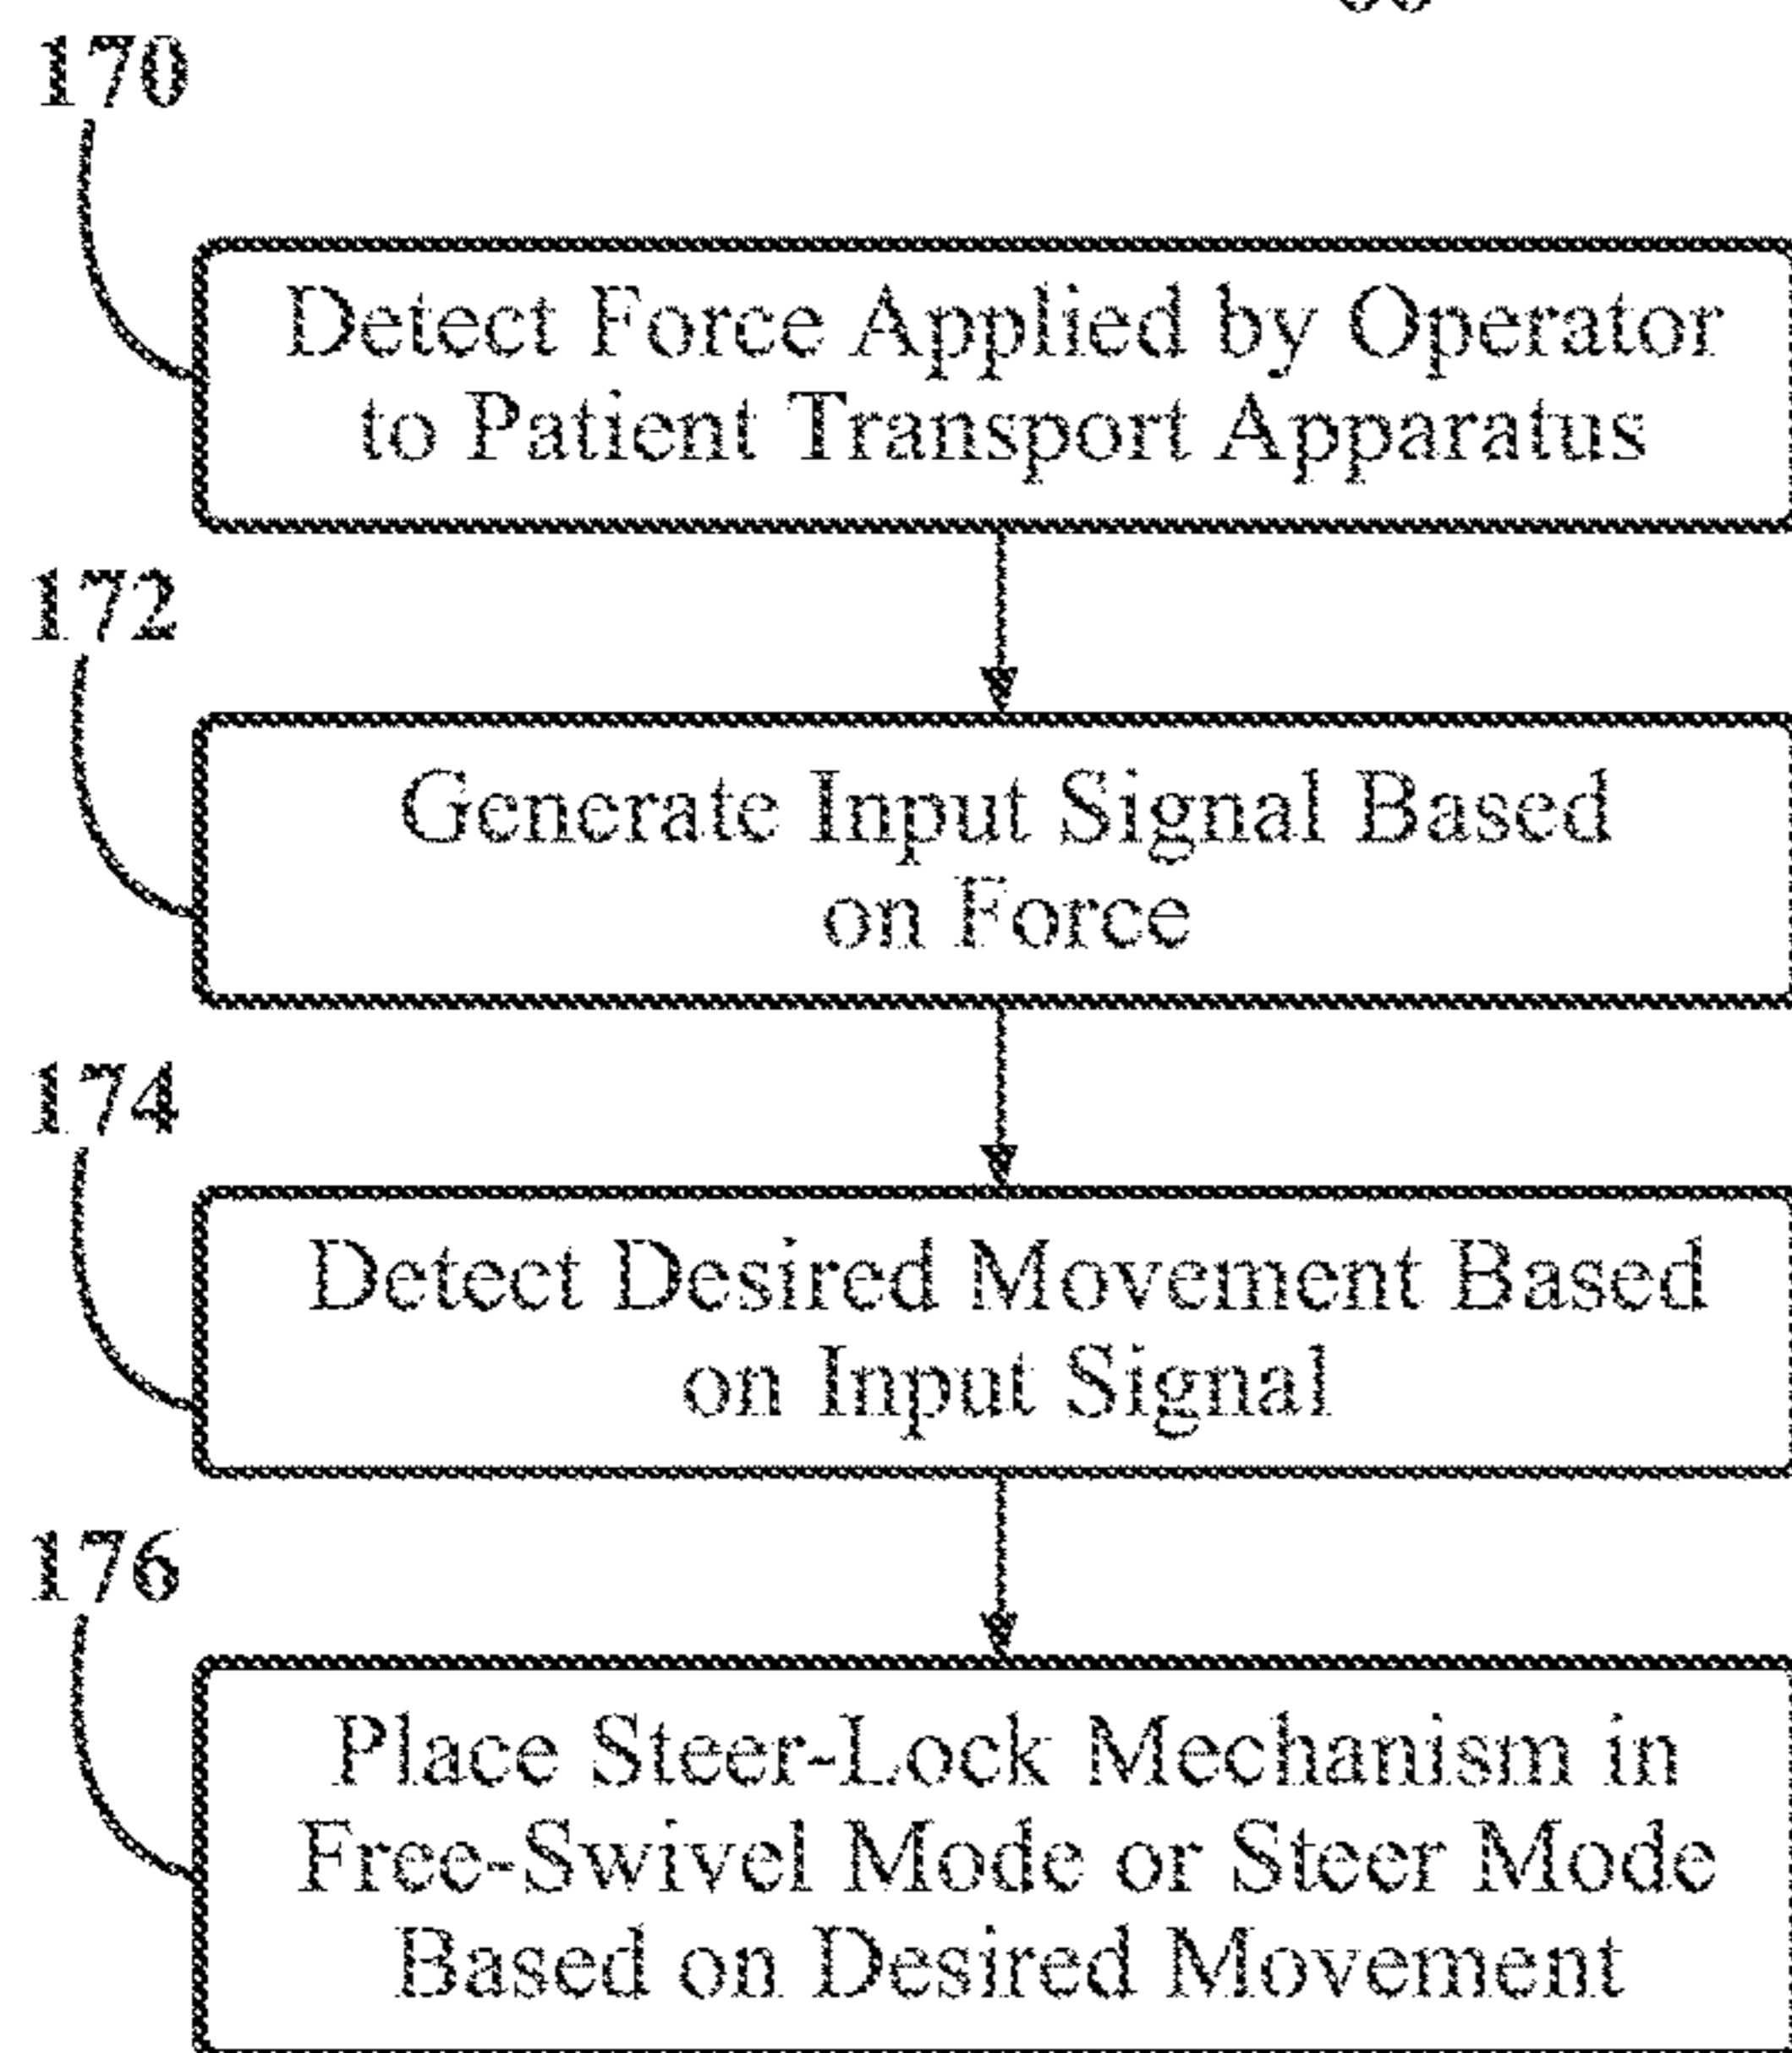 170
Detect Force Applied by Operator
to Patient Transport Apparatus
172
Generate Input Signal Based
on Force
174
Detect Desired Movement Based
on Input Signal
176
Place Steer-Lock Mechanism in
Free-Swivel Mode or Steer Mode
Based on Desired Movement